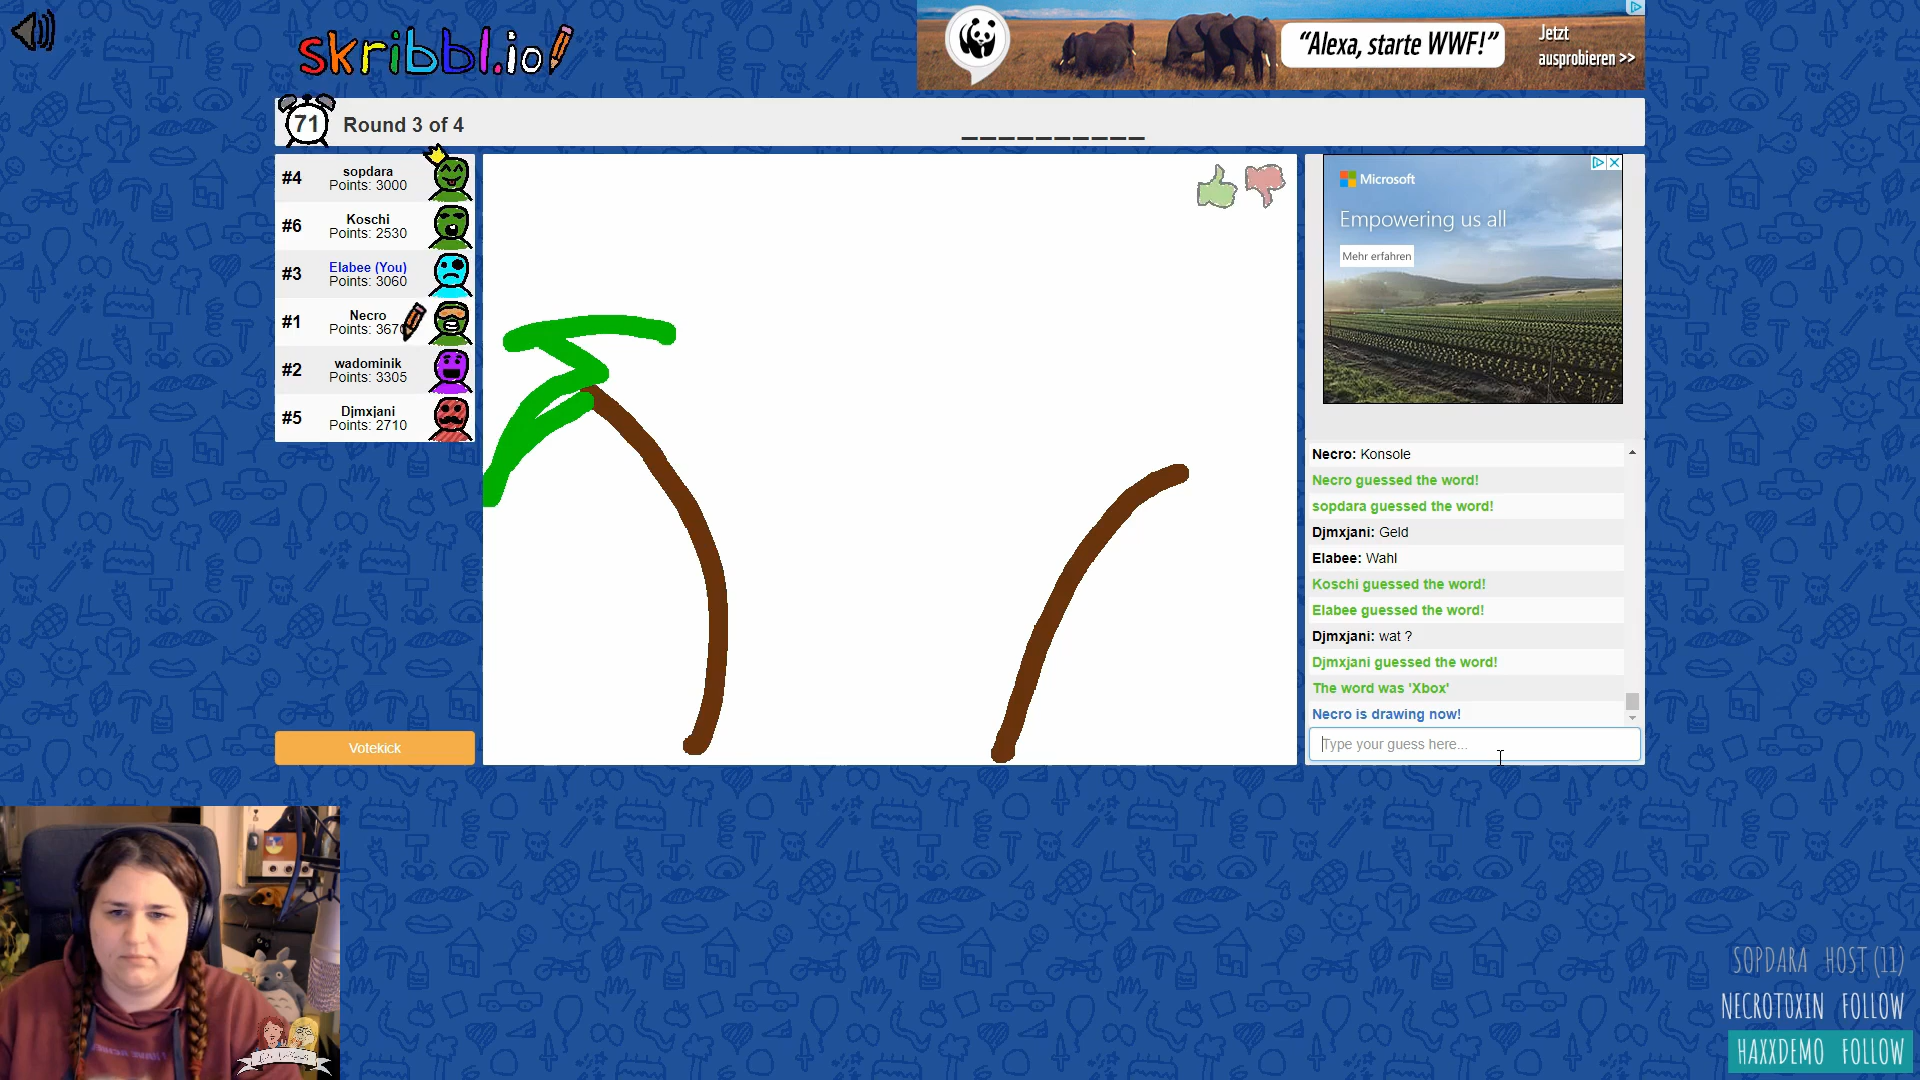 skribbl.io
"Alexa, starte WWF!"
Jetzt
ausprobieren >>
71
Round 3 of 4
__________
#4
sopdara
Points: 3000
#6
Koschi
Points: 2530
#3
Elabee (You)
Points: 3060
#1
Necro
Points: 3670
#2
wadominik
Points: 3305
#5
Djmxjani
Points: 2710
Votekick
Microsoft
Empowering us all
Mehr erfahren
Necro: Konsole
Necro guessed the word!
sopdara guessed the word!
Djmxjani: Geld
Elabee: Wahl
Koschi guessed the word!
Elabee guessed the word!
Djmxjani: wat ?
Djmxjani guessed the word!
The word was 'Xbox'
Necro is drawing now!
Type your guess here...
SOPDARA HOST (11)
NECROTOXIN FOLLOW
HAXXDEMO FOLLOW